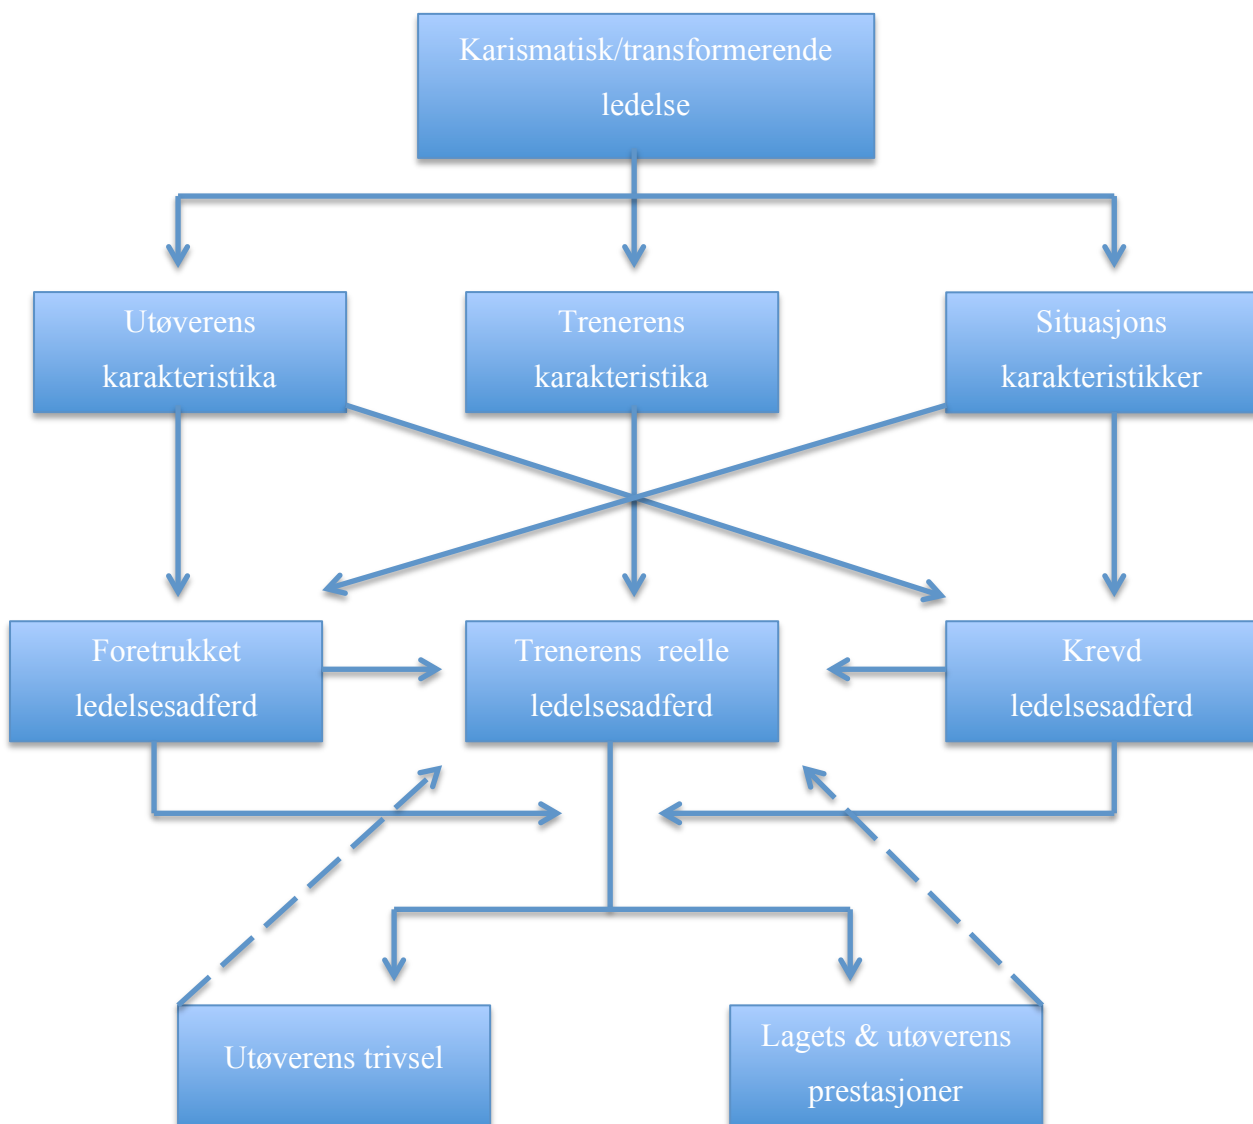 Karismatisk/transformerende
ledelse
Utøverens
karakteristika
Trenerens
karakteristika
Situasjons
karakteristikker
Foretrukket
ledelsesadferd
Trenerens reelle
ledelsesadferd
Krevd
ledelsesadferd
Utøverens trivsel
Lagets & utøverens
prestasjoner